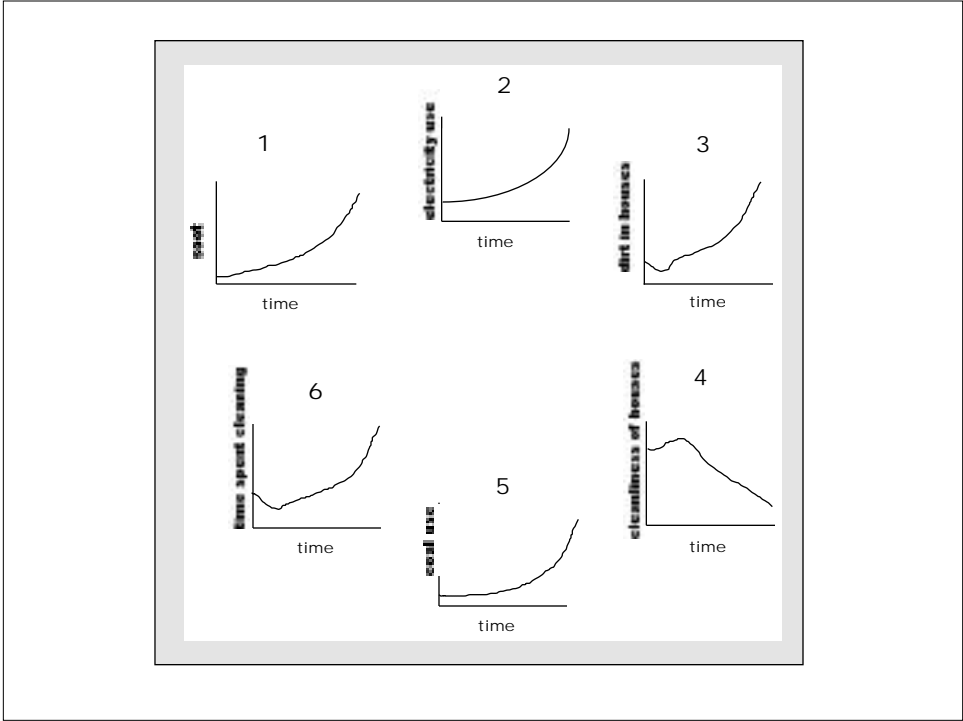 1
soot
time
2
electricity use
time
3
dirt in houses
time
4
cleanliness of houses
time
5
coal use
time
6
time spent cleaning
time